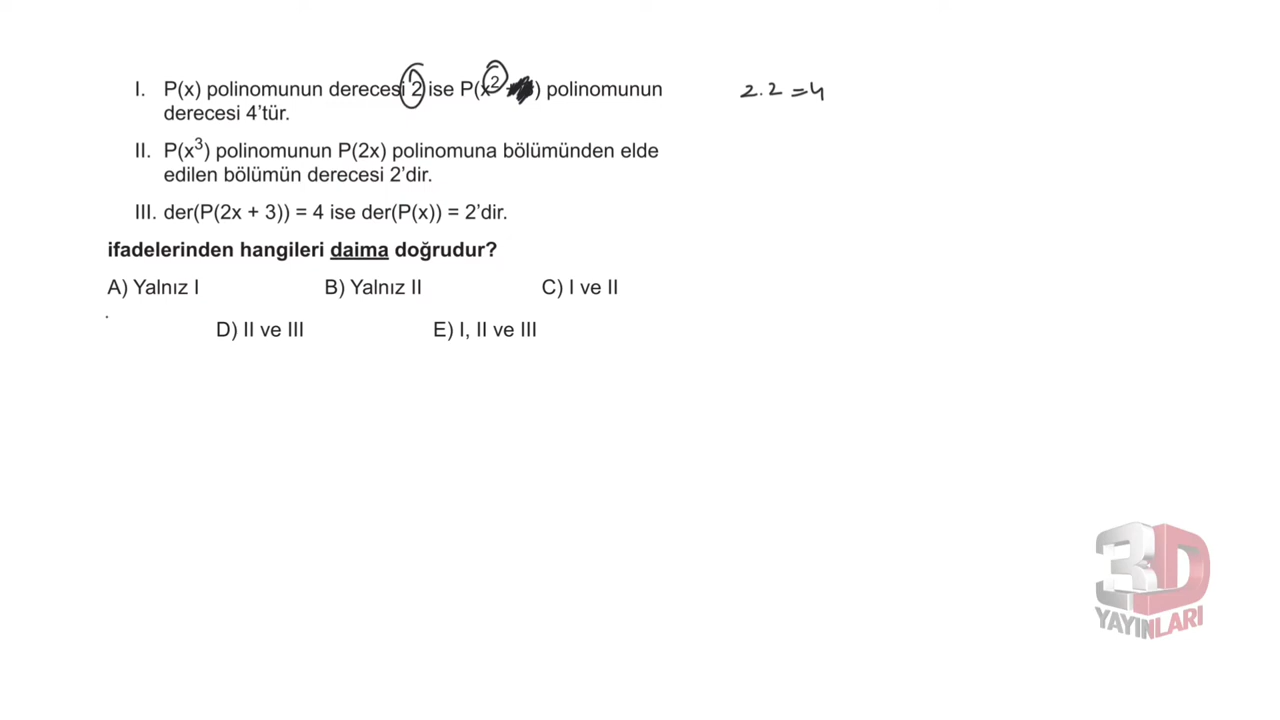 I. P(x) polinomunun derecesi 2 ise P(x² ) polinomunun
derecesi 4'tür.
2.2=4
II. P(x³) polinomunun P(2x) polinomuna bölümünden elde
edilen bölümün derecesi 2'dir.
III. der(P(2x + 3)) = 4 ise der(P(x)) = 2'dir.
ifadelerinden hangileri daima doğrudur?
A) Yalnız I B) Yalnız II C) I ve II
D) II ve III E) I, II ve III
3D
YAYINLARI